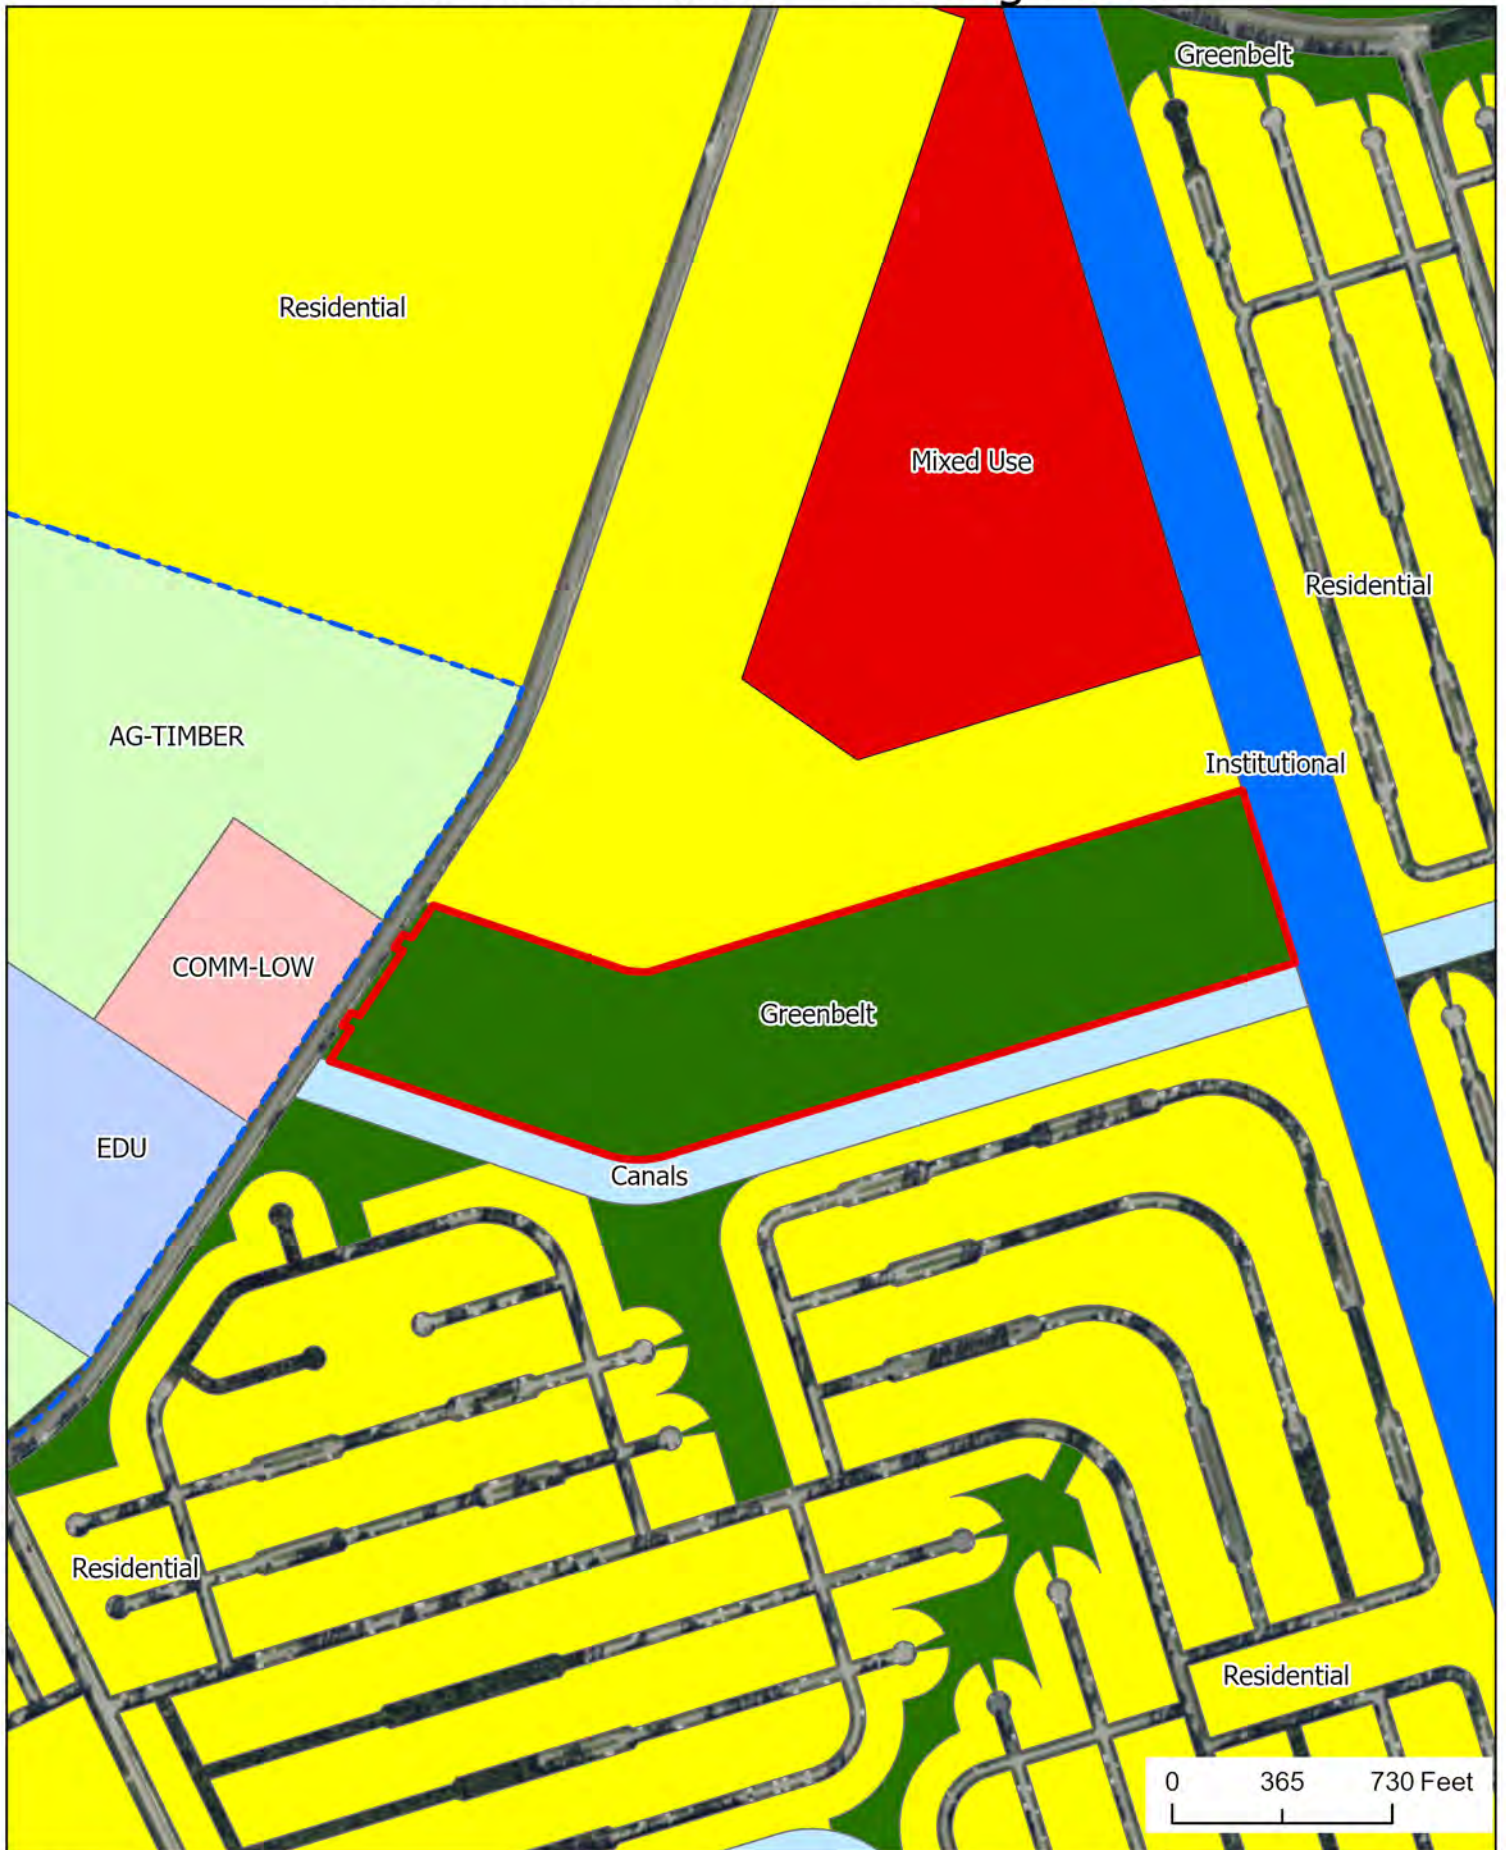 Greenbelt
Residential
Mixed Use
Residential
AG-TIMBER
Institutional
COMM-LOW
Greenbelt
EDU
Canals
Residential
Residential
0 365 730 Feet